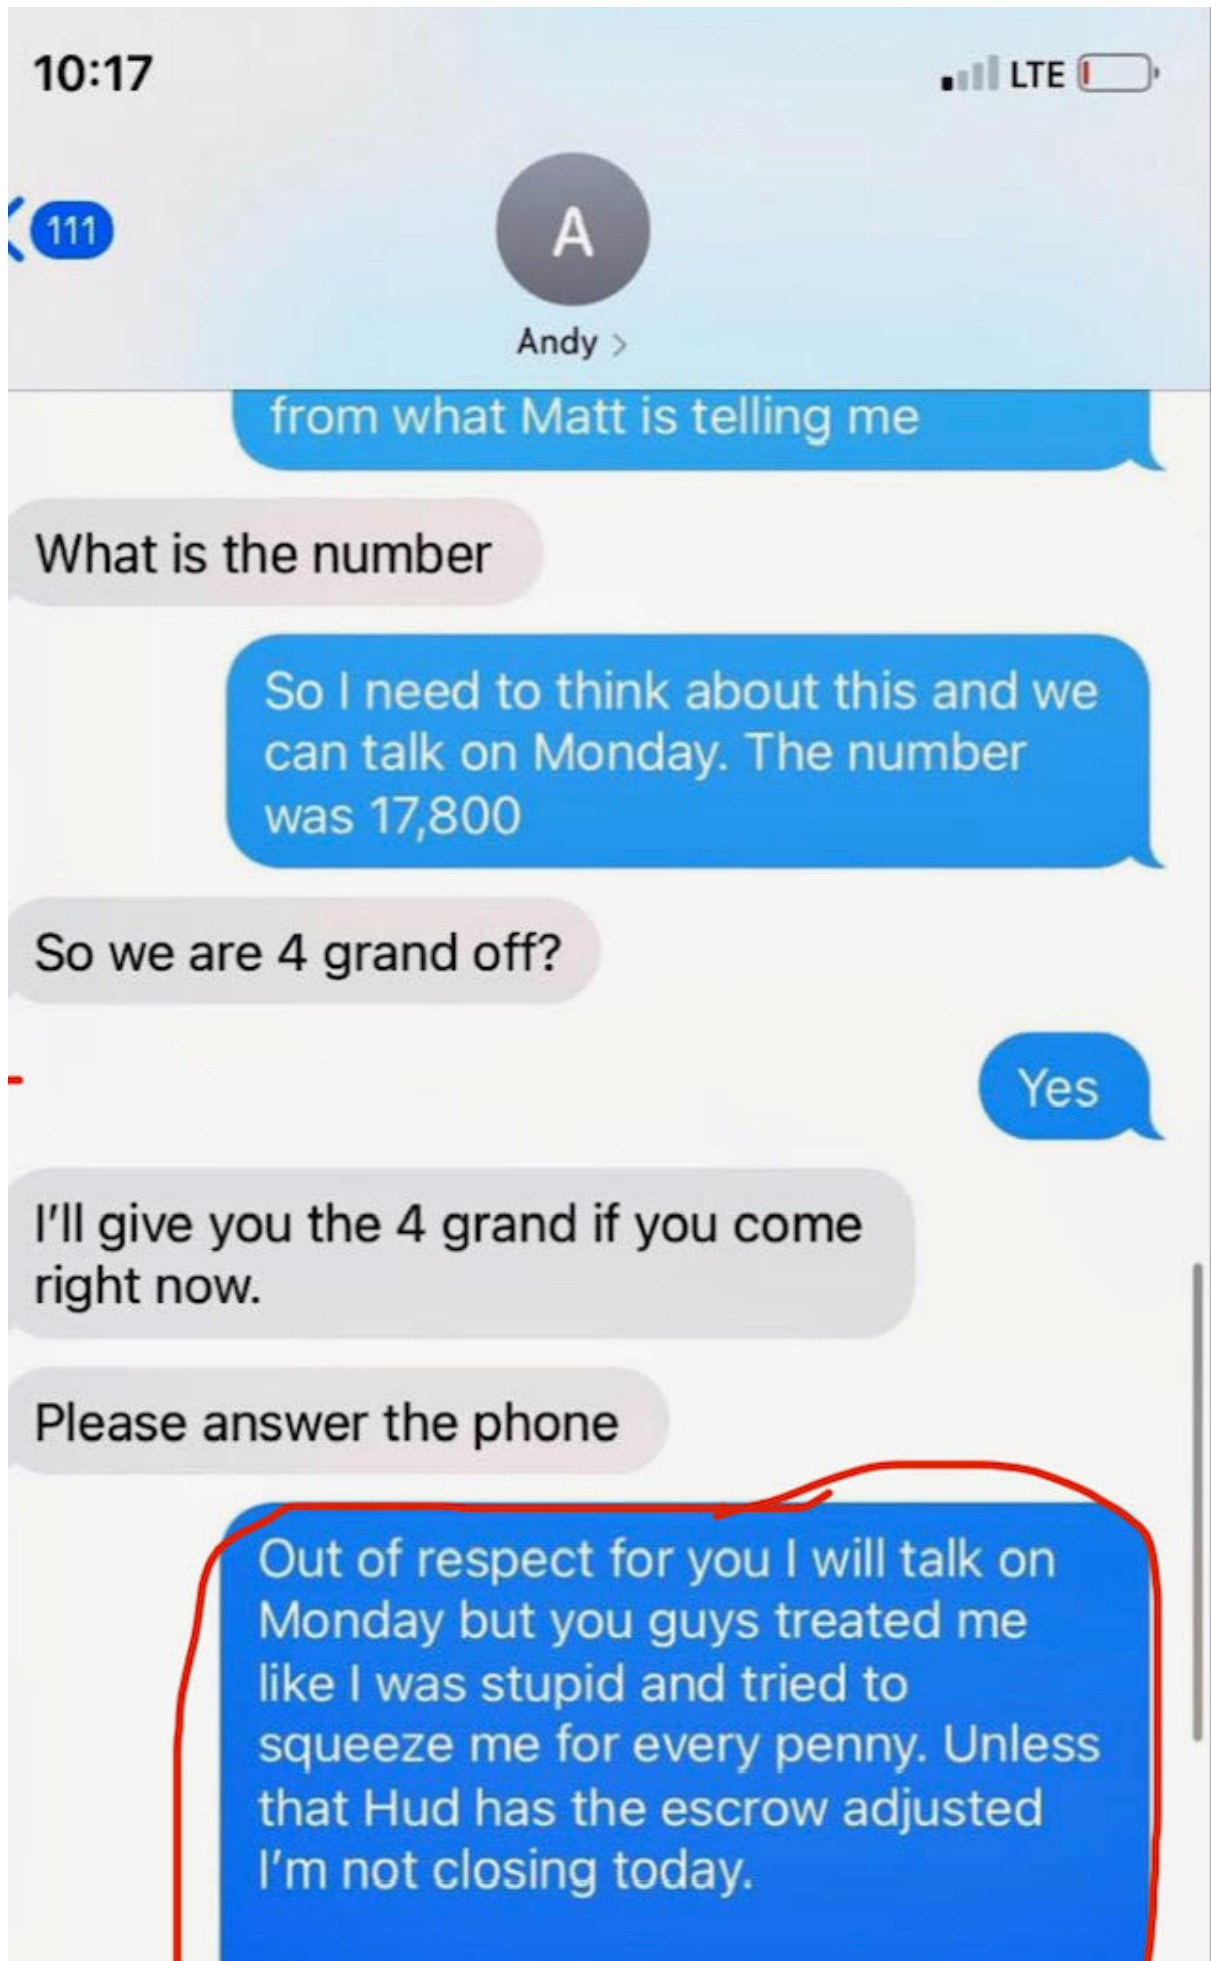 10:17
LTE
111
A
Andy >
from what Matt is telling me
What is the number
So I need to think about this and we
can talk on Monday. The number
was 17,800
So we are 4 grand off?
Yes
I'll give you the 4 grand if you come
right now.
Please answer the phone
Out of respect for you I will talk on
Monday but you guys treated me
like I was stupid and tried to
squeeze me for every penny. Unless
that Hud has the escrow adjusted
I'm not closing today.